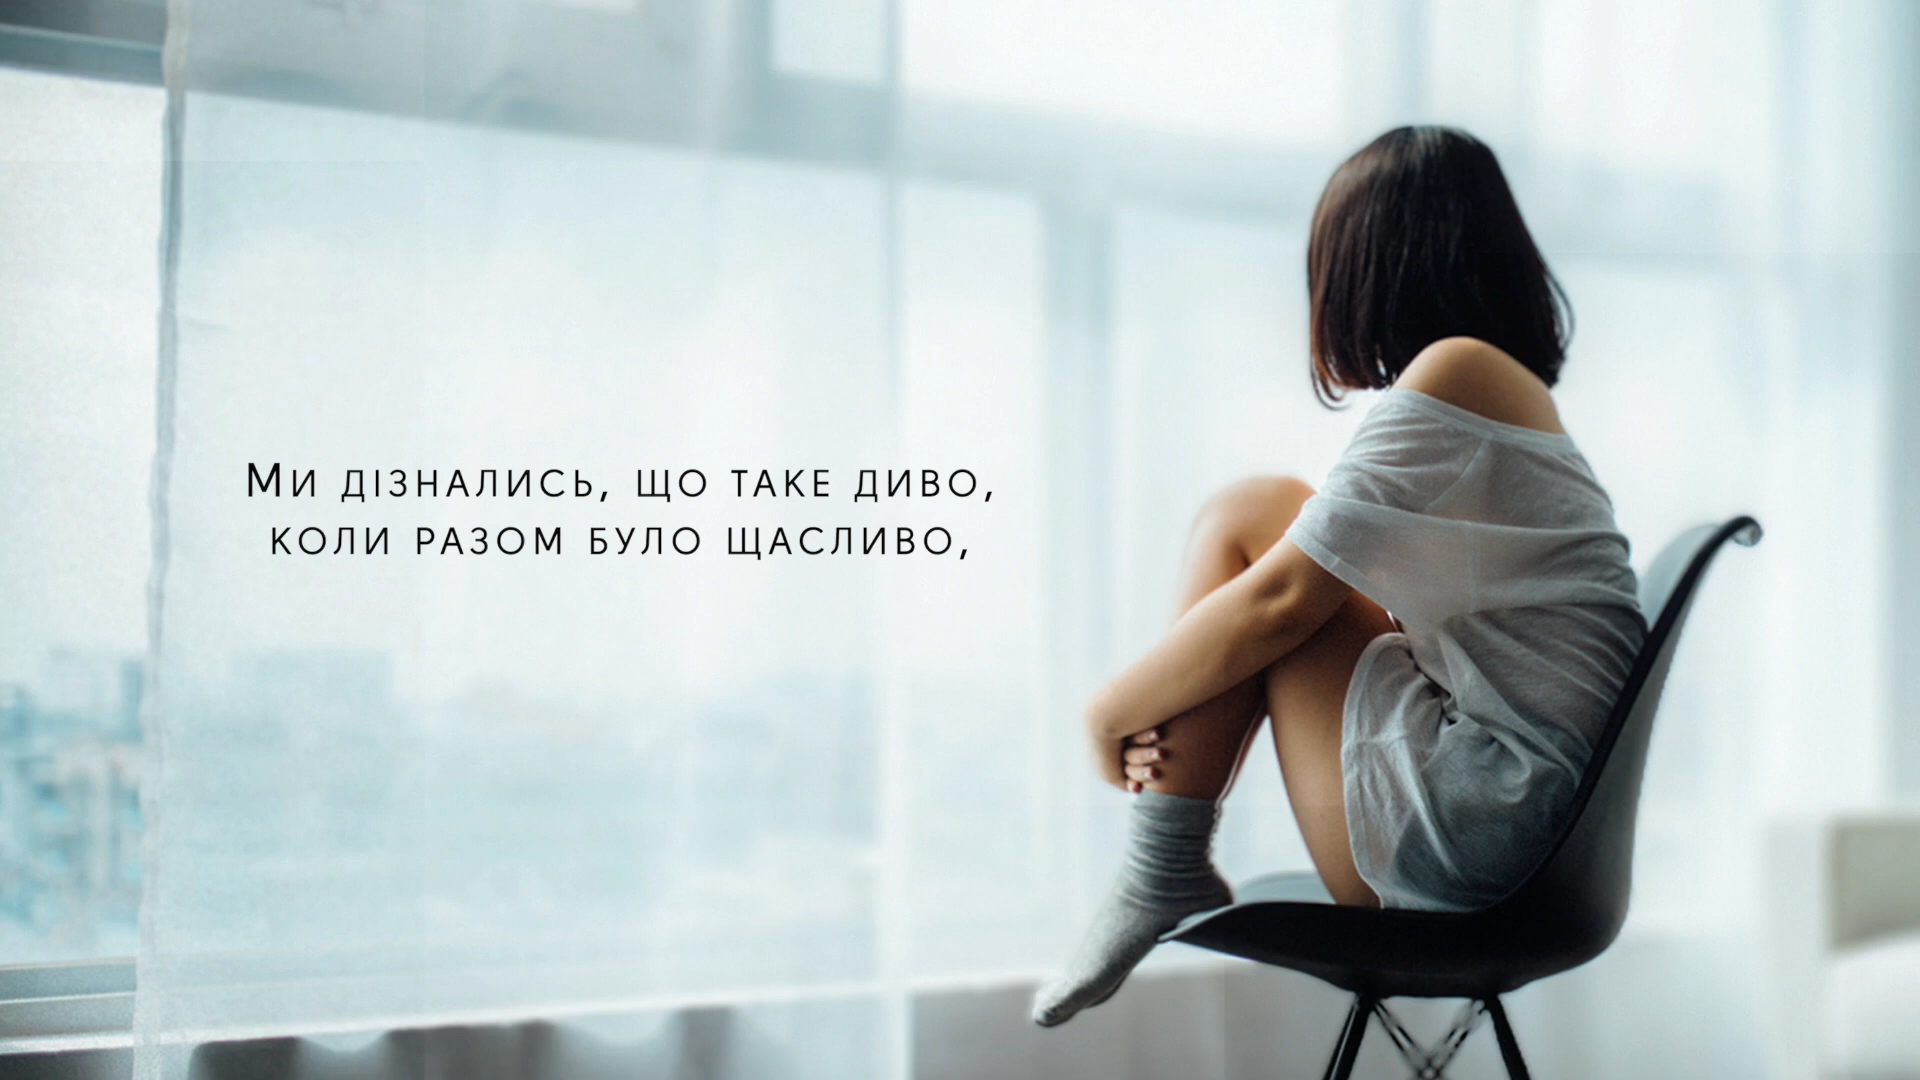 Ми дізнались, що таке диво,
коли разом було щасливо,